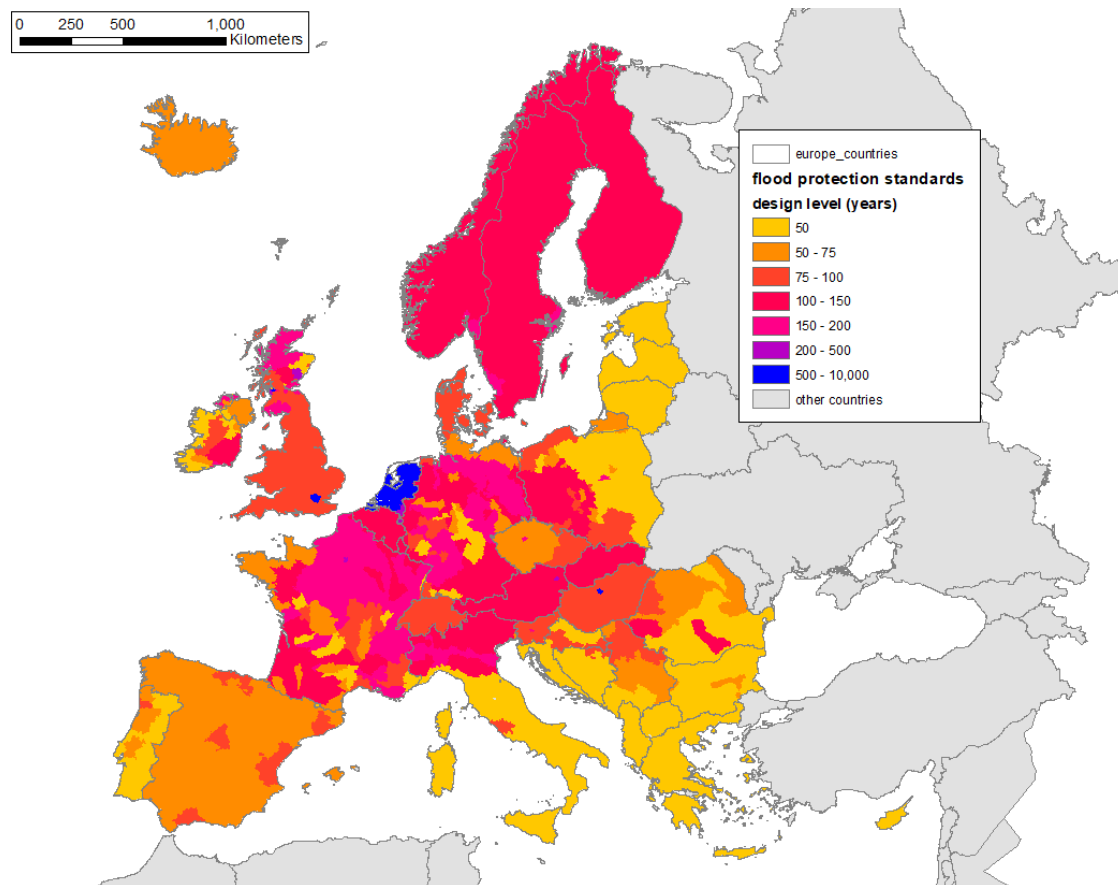 0 250 500 1,000
Kilometers
europe_countries
flood protection standards
design level (years)
50
50 - 75
75 - 100
100 - 150
150 - 200
200 - 500
500 - 10,000
other countries